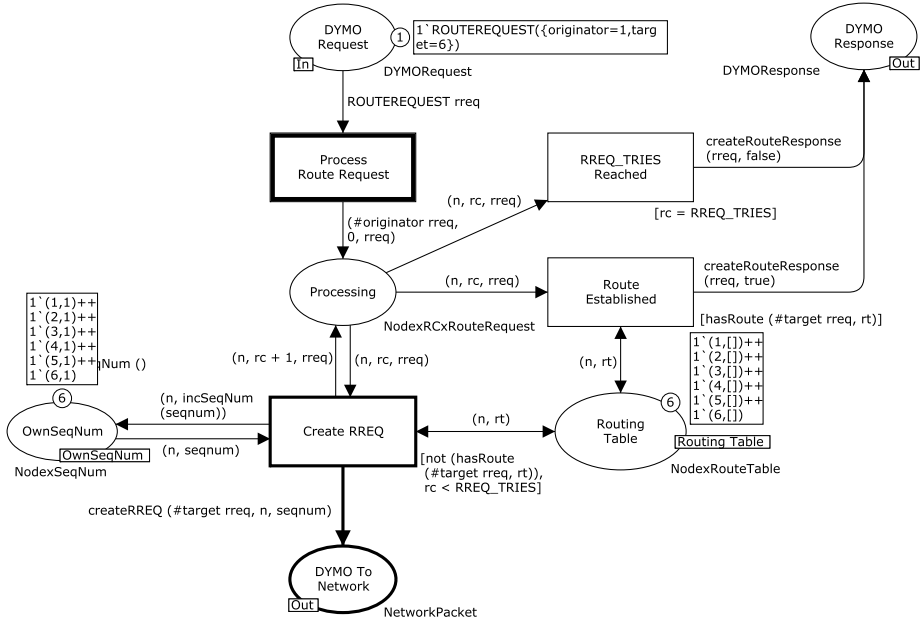 DYMO
Request
1
1`ROUTEREQUEST({originator=1,targ
et=6})
In
DYMORequest
DYMO
Response
Out
DYMOResponse
ROUTEREQUEST rreq
Process
Route Request
RREQ_TRIES
Reached
createRouteResponse
(rreq, false)
[rc = RREQ_TRIES]
(n, rc, rreq)
(#originator rreq,
0, rreq)
Processing
NodexRCxRouteRequest
(n, rc, rreq)
Route
Established
createRouteResponse
(rreq, true)
[hasRoute (#target rreq, rt)]
1`(1,1)++
1`(2,1)++
1`(3,1)++
1`(4,1)++
1`(5,1)++
1`(6,1)
qNum ()
6
(n, rc + 1, rreq)
(n, rc, rreq)
(n, rt)
1`(1,[])++
1`(2,[])++
1`(3,[])++
1`(4,[])++
1`(5,[])++
1`(6,[])
6
OwnSeqNum
OwnSeqNum
NodexSeqNum
(n, incSeqNum
(seqnum))
(n, seqnum)
Create RREQ
(n, rt)
Routing
Table
Routing Table
NodexRouteTable
[not (hasRoute
(#target rreq, rt)),
rc < RREQ_TRIES]
createRREQ (#target rreq, n, seqnum)
DYMO To
Network
Out
NetworkPacket